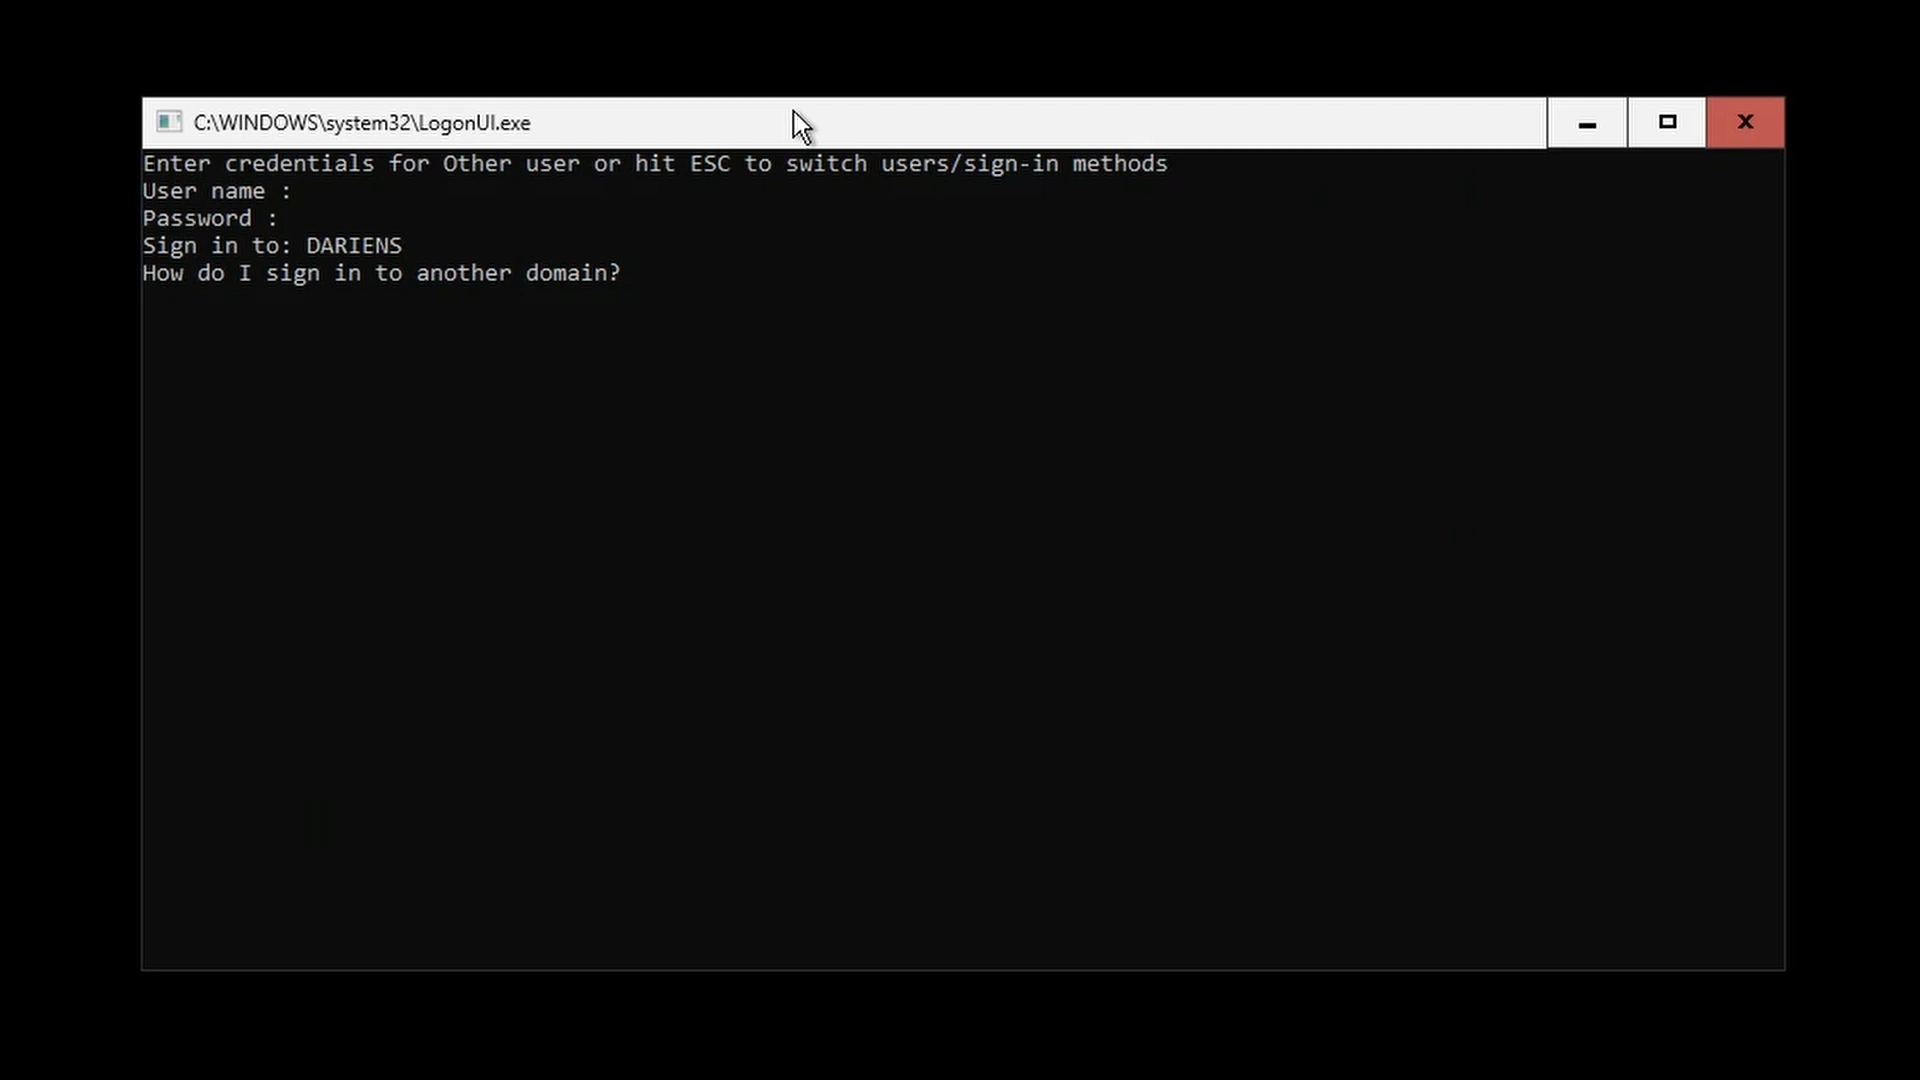 C:\WINDOWS\system32\LogonUI.exe
Enter credentials for Other user or hit ESC to switch users/sign-in methods
User name :
Password :
Sign in to: DARIENS
How do I sign in to another domain?